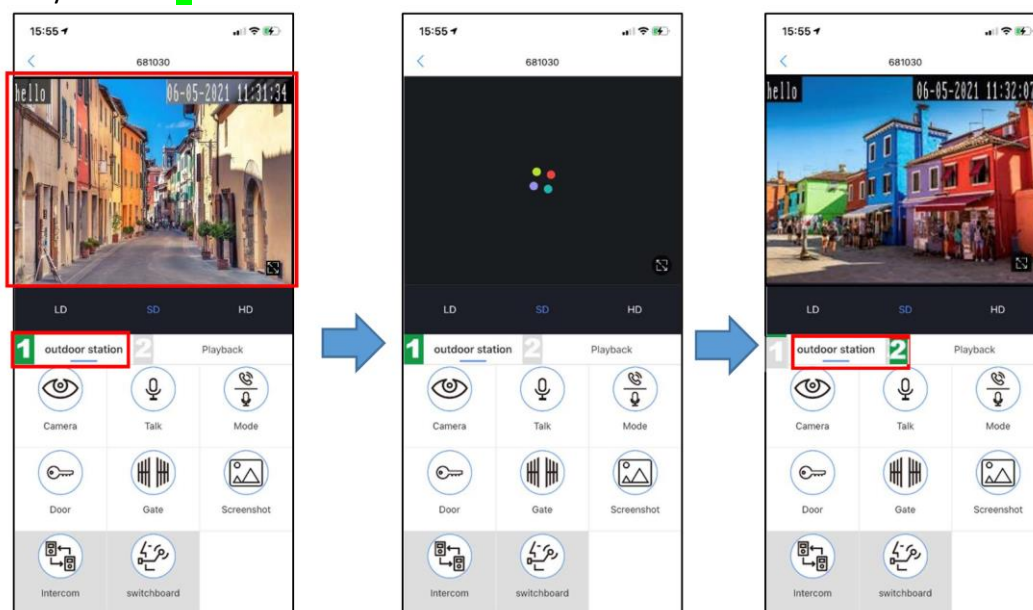 15:55
681030
hello 06-05-2021 11:31:34
LD SD HD
1 outdoor station 2 Playback
Camera Talk Mode
Door Gate Screenshot
Intercom switchboard
15:55
681030
LD SD HD
1 outdoor station 2 Playback
Camera Talk Mode
Door Gate Screenshot
Intercom switchboard
15:55
681030
hello 06-05-2021 11:32:07
LD SD HD
1 outdoor station 2 Playback
Camera Talk Mode
Door Gate Screenshot
Intercom switchboard